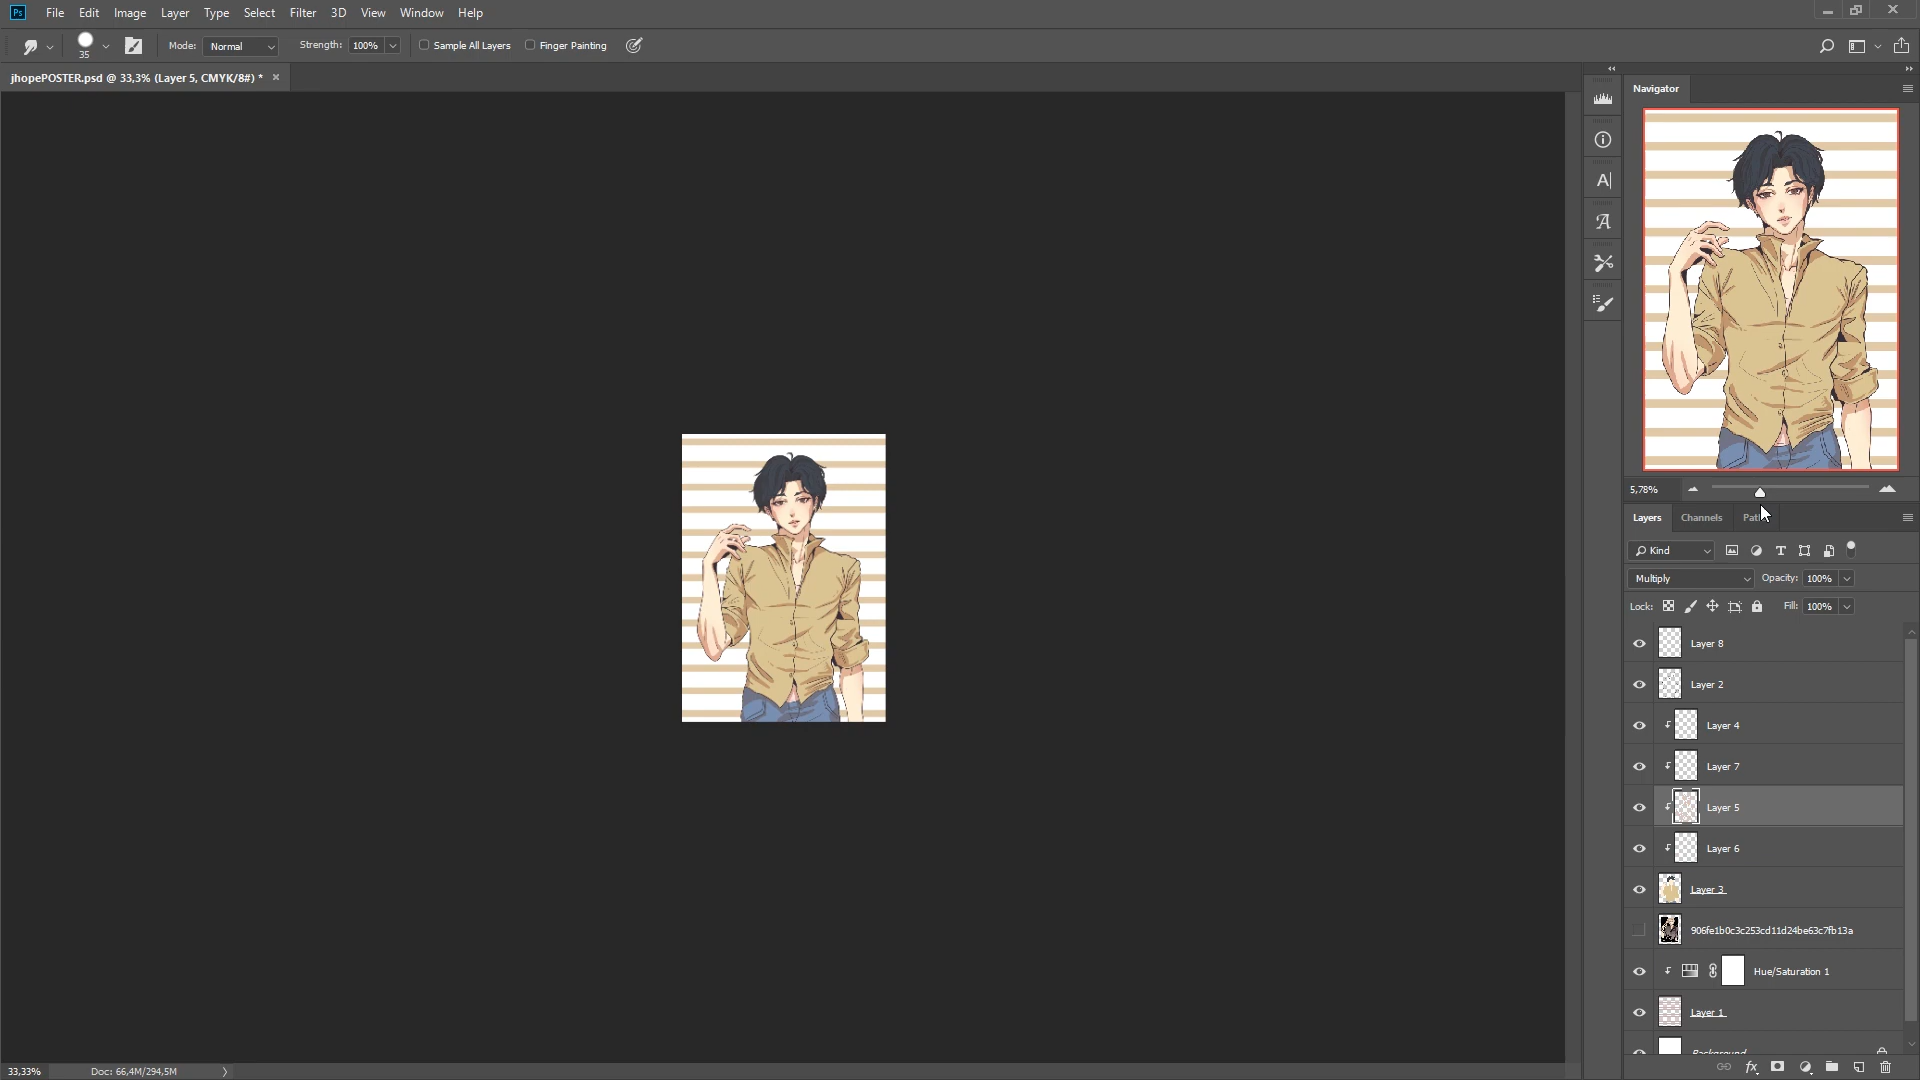 Ps File Edit Image Layer Type Select Filter 3D View Window Help
35 Mode: Normal Strength: 100% Sample All Layers Finger Painting
jhopePOSTER.psd @ 33,3% (Layer 5, CMYK/8#) *
Navigator
5,78%
Layers Channels
Kind
Multiply Opacity: 100%
Lock: Fill: 100%
Layer 8
Layer 2
Layer 4
Layer 7
Layer 5
Layer 6
Layer 3
906fe1b0c3c253cd11d24be63c7fb13a
Hue/Saturation 1
Layer 1
Background
33,33% Doc: 66,4M/294,5M